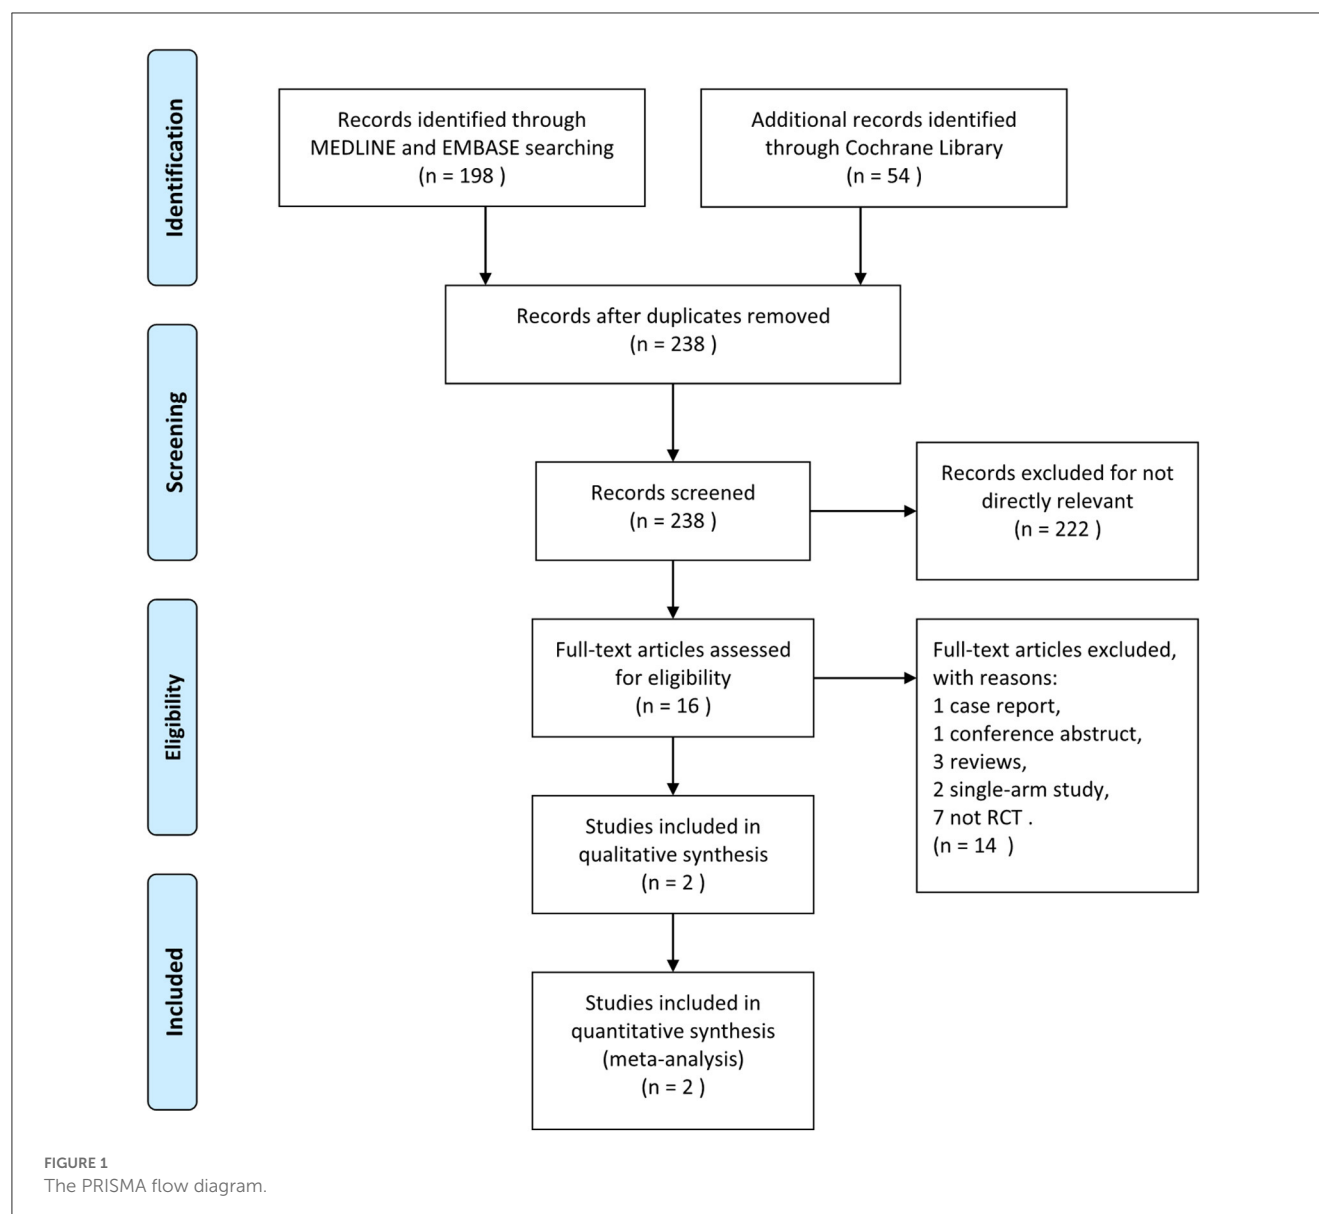 Identification
Records identified through
MEDLINE and EMBASE searching
(n = 198 )
Additional records identified
through Cochrane Library
(n = 54 )
Records after duplicates removed
(n = 238 )
Screening
Records screened
(n = 238 )
Records excluded for not
directly relevant
(n = 222 )
Eligibility
Full-text articles assessed
for eligibility
(n = 16 )
Full-text articles excluded,
with reasons:
1 case report,
1 conference abstruct,
3 reviews,
2 single-arm study,
7 not RCT .
(n = 14  )
Studies included in
qualitative synthesis
(n = 2 )
Included
Studies included in
quantitative synthesis
(meta-analysis)
(n = 2 )
FIGURE 1
The PRISMA flow diagram.